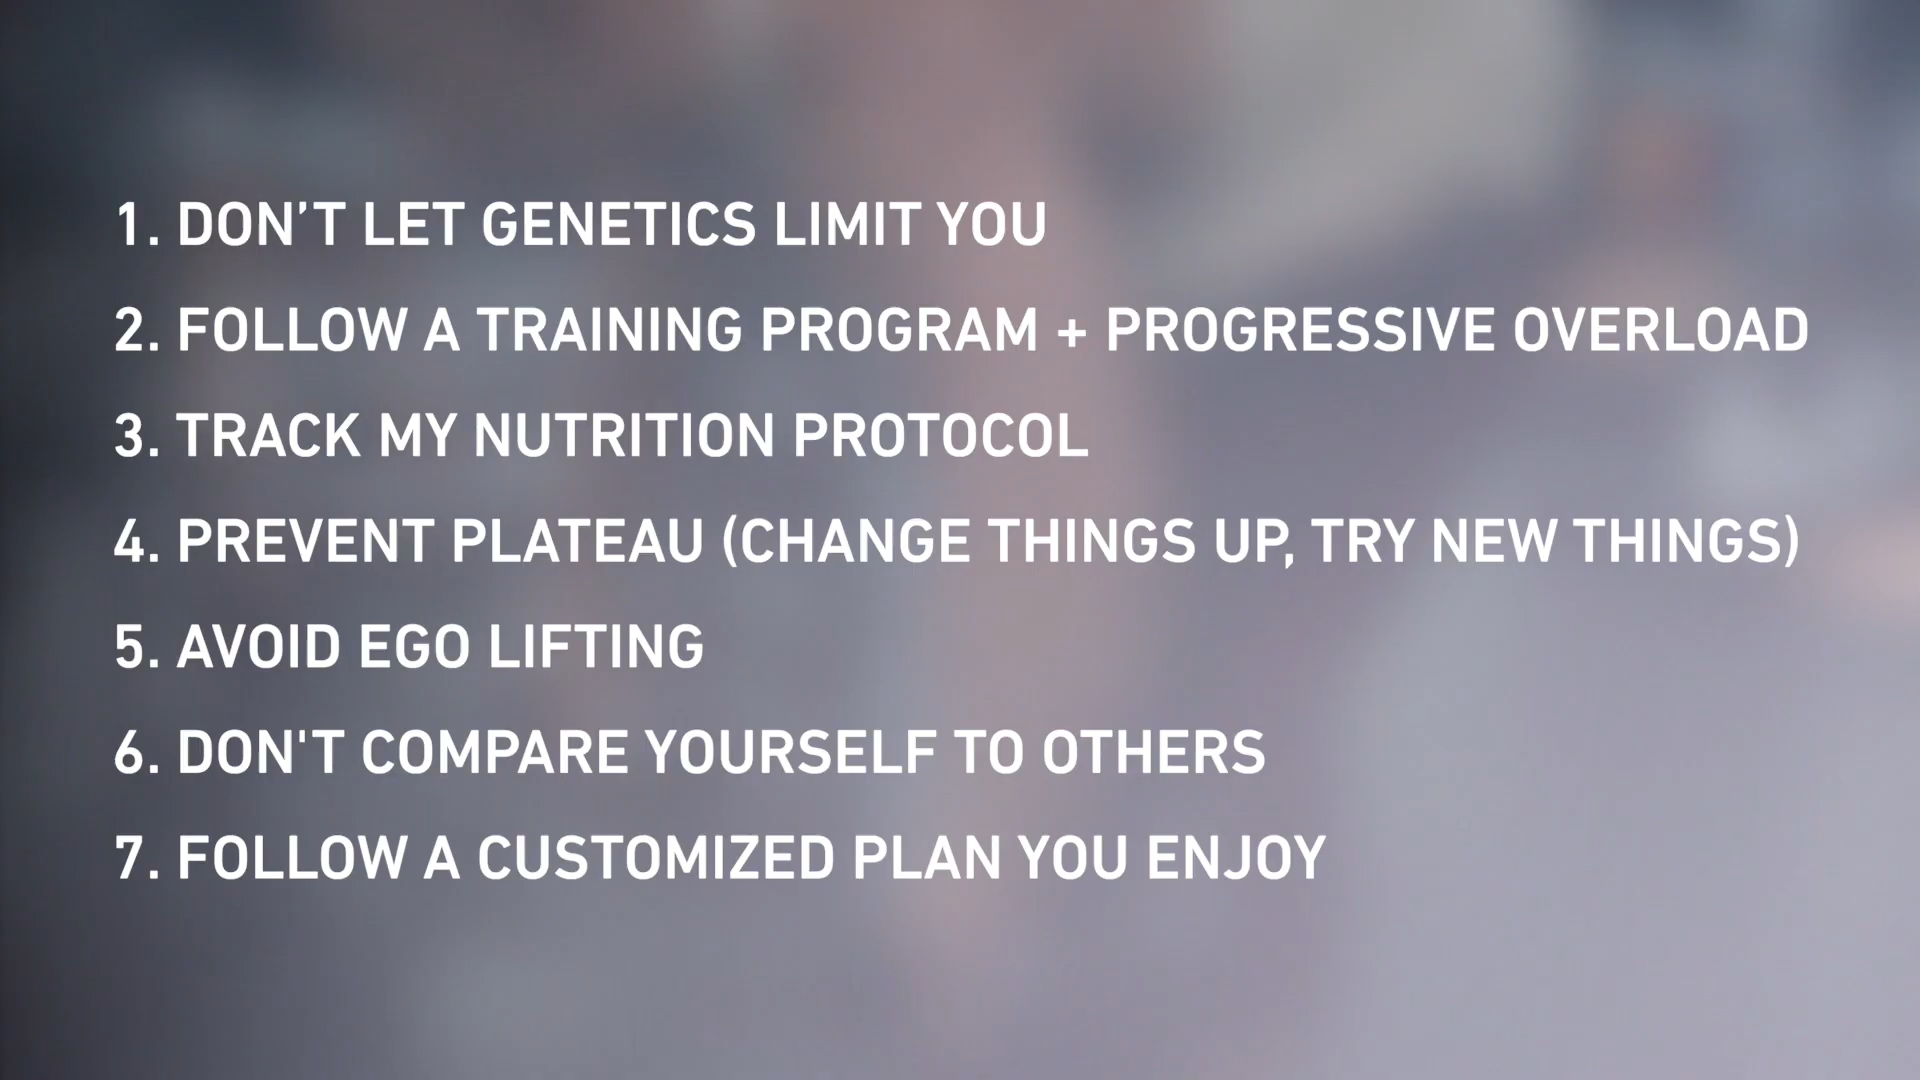 1. DON’T LET GENETICS LIMIT YOU
2. FOLLOW A TRAINING PROGRAM + PROGRESSIVE OVERLOAD
3. TRACK MY NUTRITION PROTOCOL
4. PREVENT PLATEAU (CHANGE THINGS UP, TRY NEW THINGS)
5. AVOID EGO LIFTING
6. DON'T COMPARE YOURSELF TO OTHERS
7. FOLLOW A CUSTOMIZED PLAN YOU ENJOY